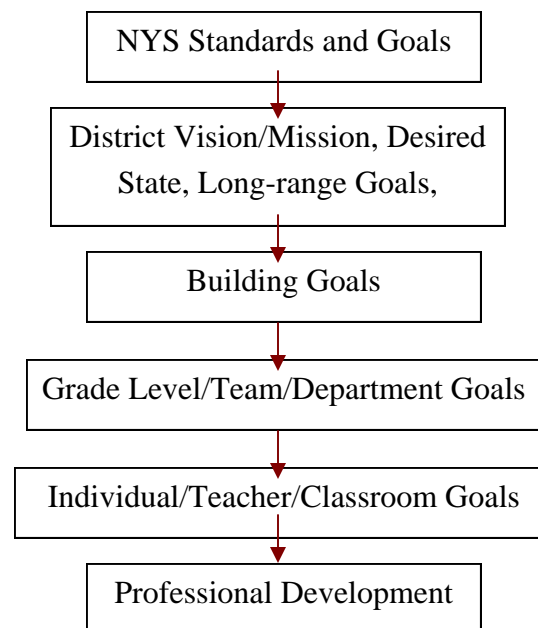 NYS Standards and Goals
District Vision/Mission, Desired
State, Long-range Goals,
Building Goals
Grade Level/Team/Department Goals
Individual/Teacher/Classroom Goals
Professional Development